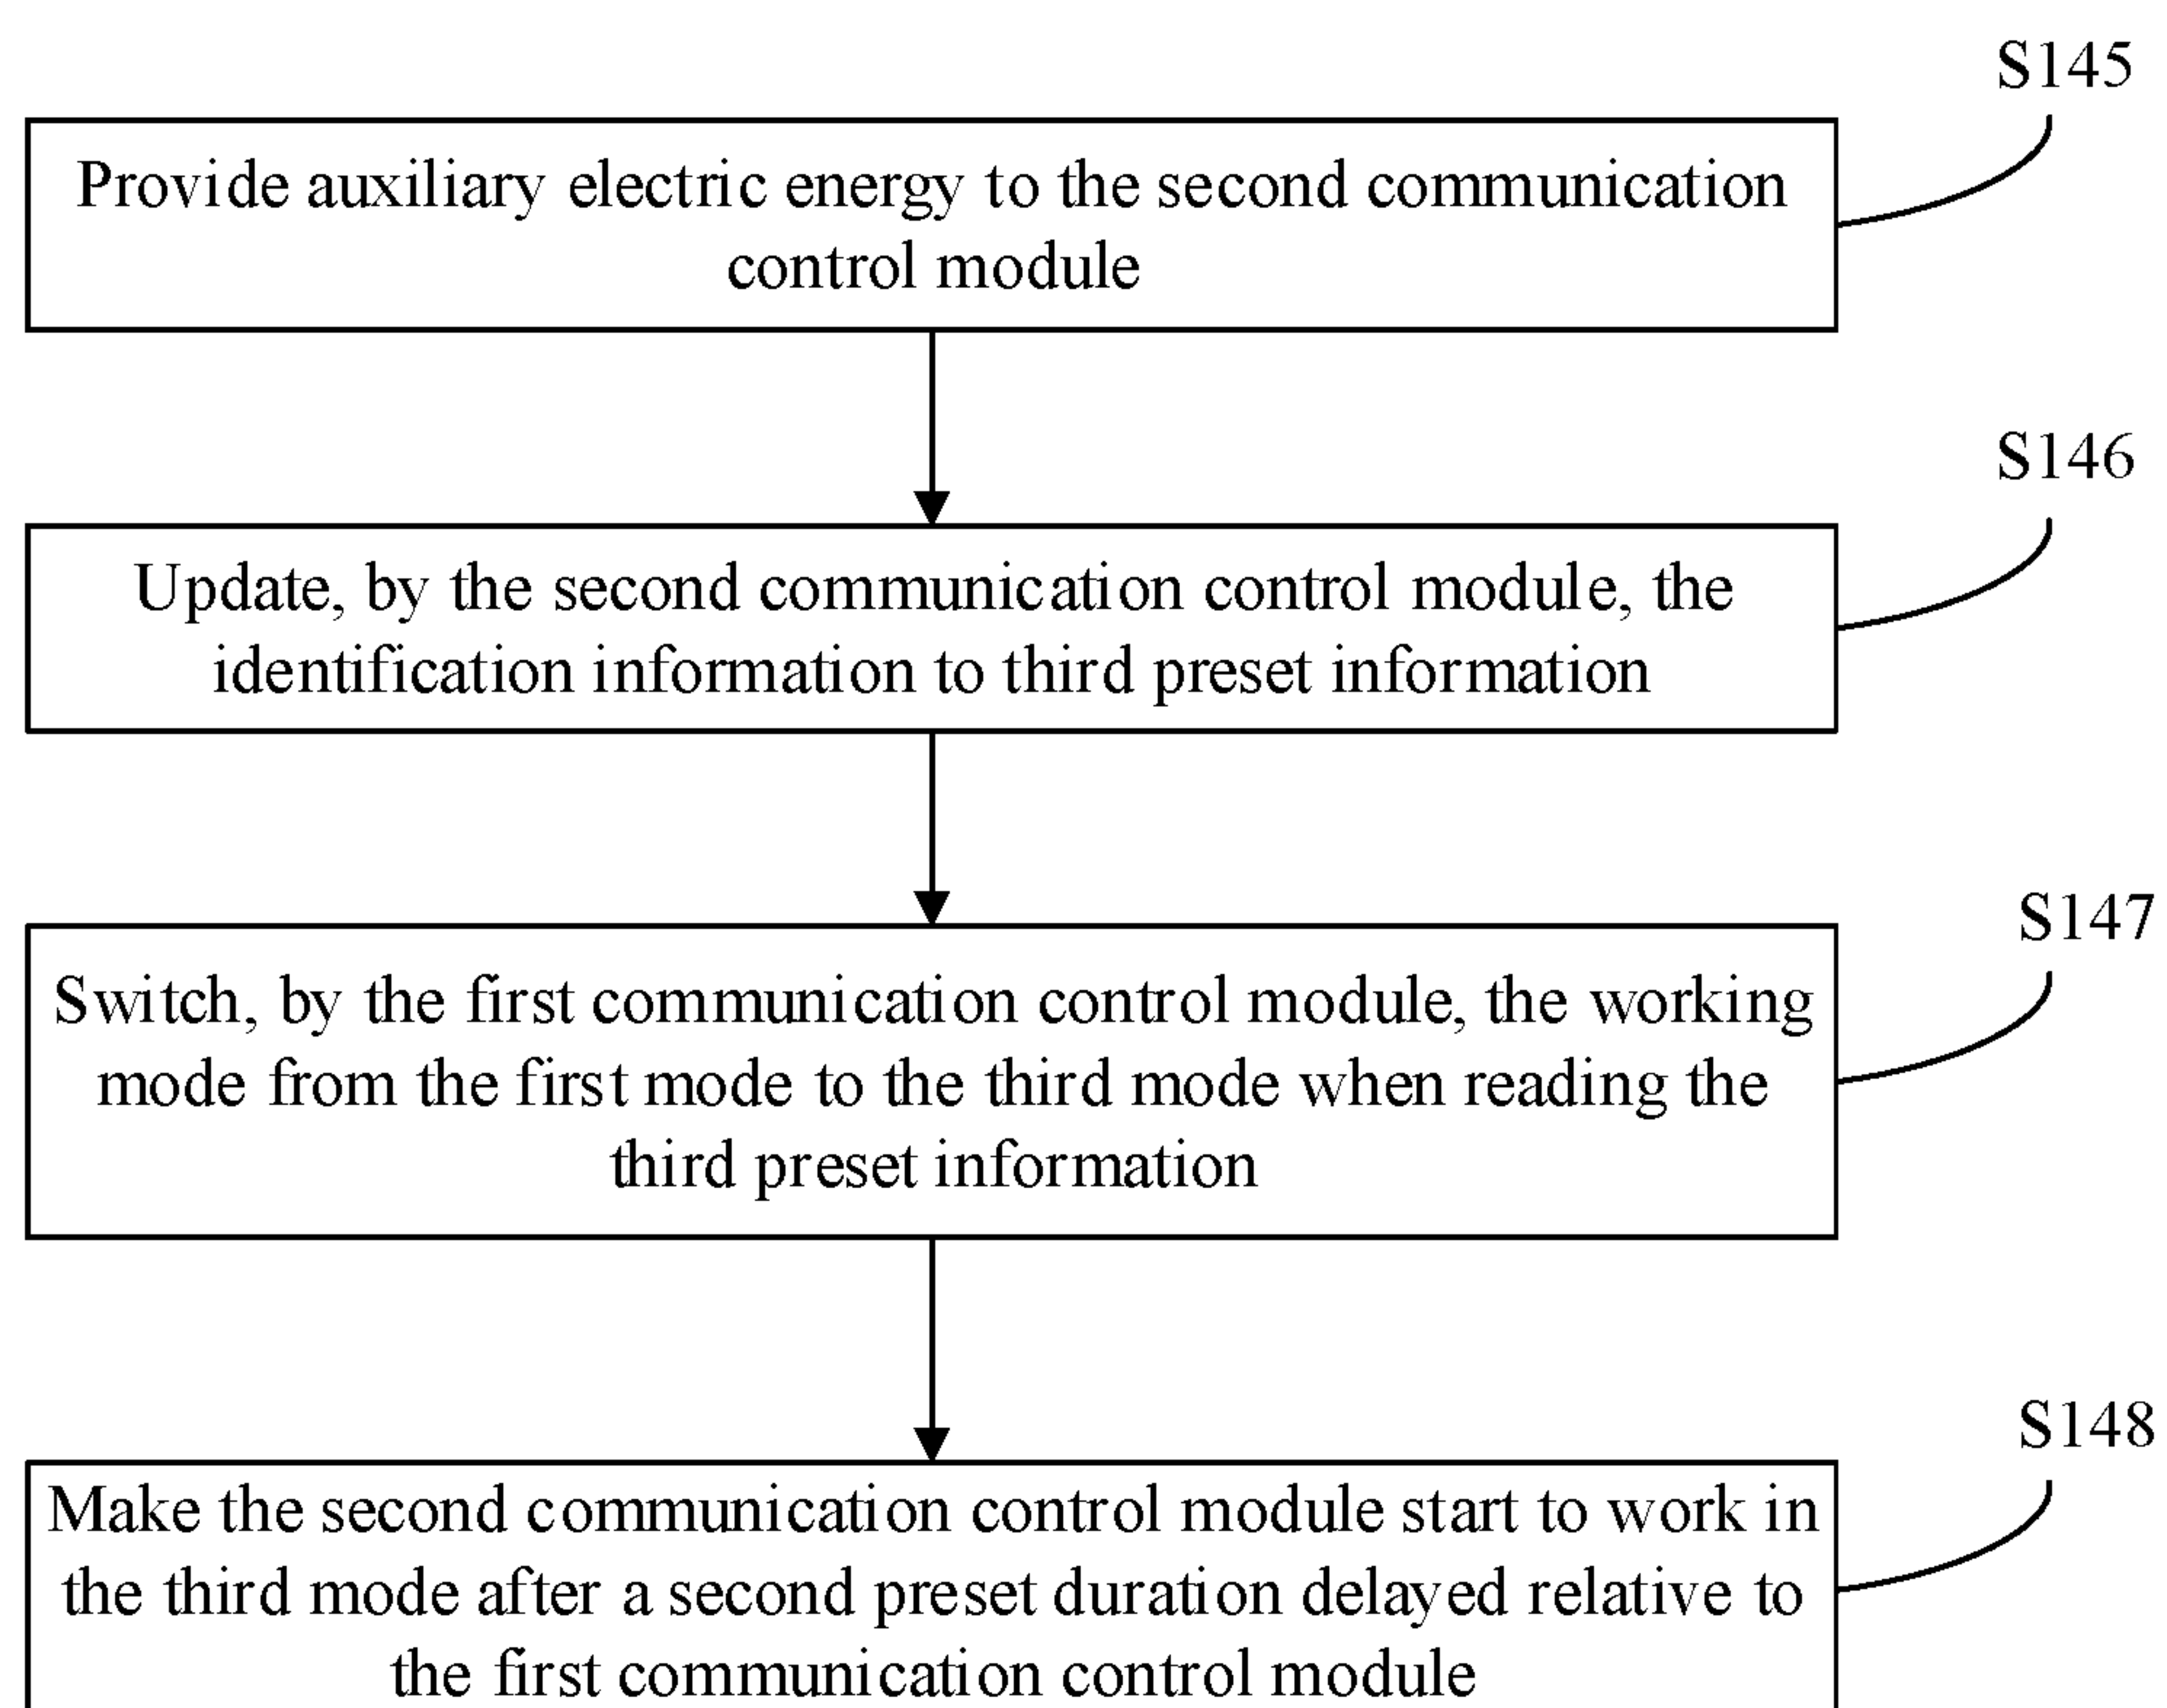 S145
Provide auxiliary electric energy to the second communication
control module
S146
Update, by the second communication control module, the
identification information to third preset information
S147
Switch, by the first communication control module, the working
mode from the first mode to the third mode when reading the
third preset information
S148
Make the second communication control module start to work in
the third mode after a second preset duration delayed relative to
the first communication control module